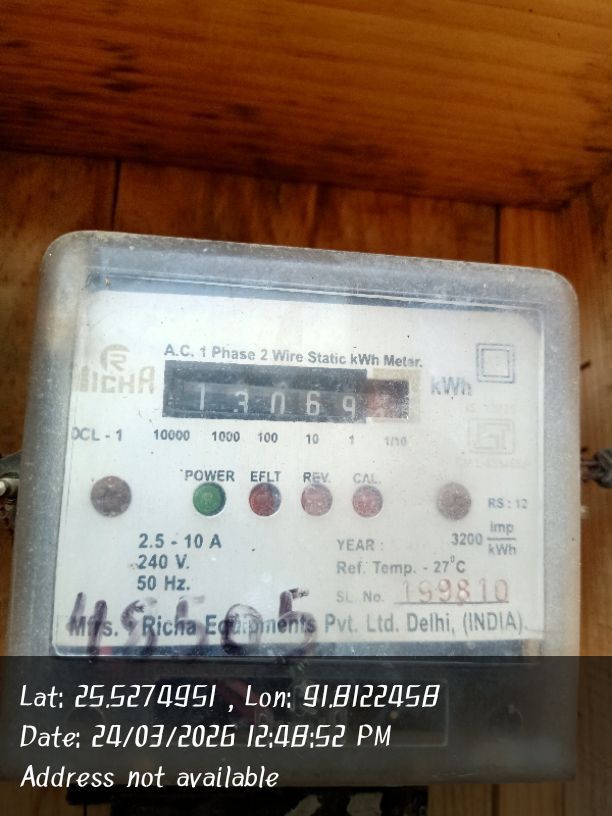 A.C. 1 Phase 2 Wire Static kWh Meter.
RICHA
13069
kWh
OCL - 1 10000 1000 100 10 1 1/10
POWER EFLT REV. CAL.
RS : 12
2.5 - 10 A
240 V.
50 Hz.
YEAR :
3200 imp/kWh
Ref. Temp. - 27°C
SL. No. 199810
Mfrs. Richa Equipments Pvt. Ltd. Delhi, (INDIA)
Lat: 25.5274951 , Lon: 91.8122458
Date: 24/03/2026 12:48:52 PM
Address not available